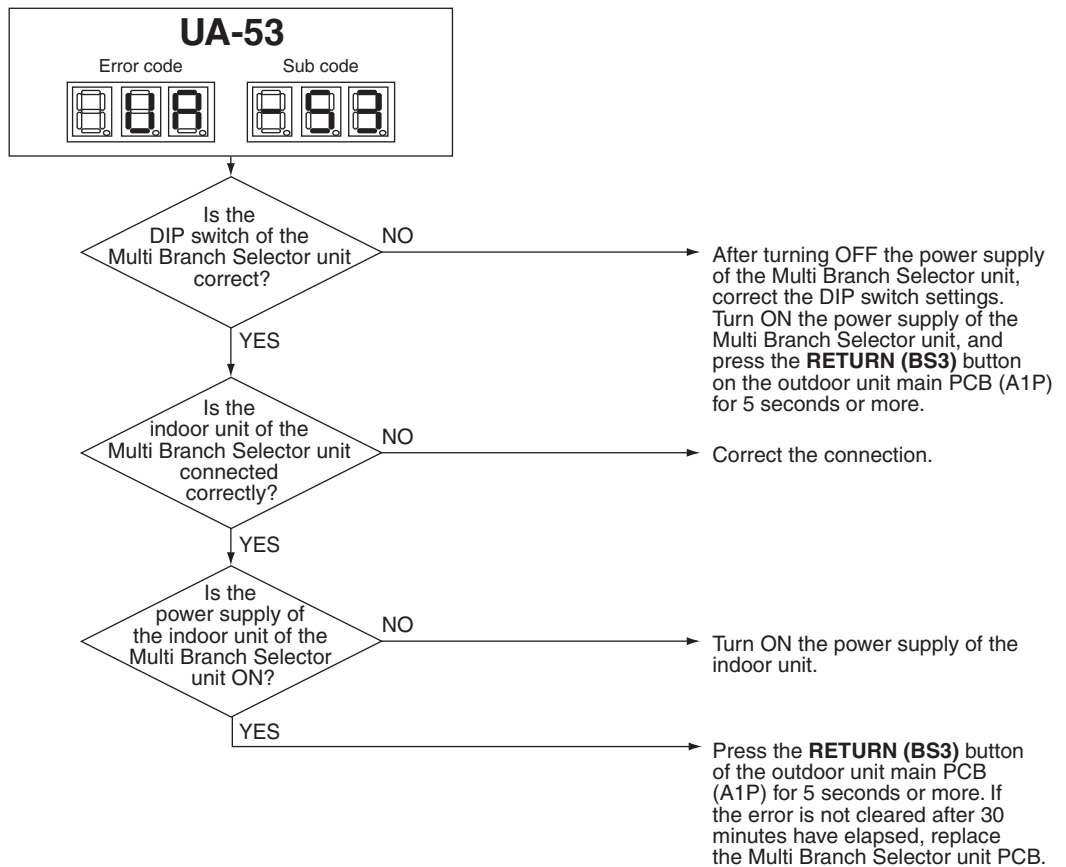 UA-53
Error code
Sub code
UA
-53
Is the
DIP switch of the
Multi Branch Selector unit
correct?
NO
After turning OFF the power supply
of the Multi Branch Selector unit,
correct the DIP switch settings.
Turn ON the power supply of the
Multi Branch Selector unit, and
press the RETURN (BS3) button
on the outdoor unit main PCB (A1P)
for 5 seconds or more.
YES
Is the
indoor unit of the
Multi Branch Selector unit
connected
correctly?
NO
Correct the connection.
YES
Is the
power supply of
the indoor unit of the
Multi Branch Selector
unit ON?
NO
Turn ON the power supply of the
indoor unit.
YES
Press the RETURN (BS3) button
of the outdoor unit main PCB
(A1P) for 5 seconds or more. If
the error is not cleared after 30
minutes have elapsed, replace
the Multi Branch Selector unit PCB.